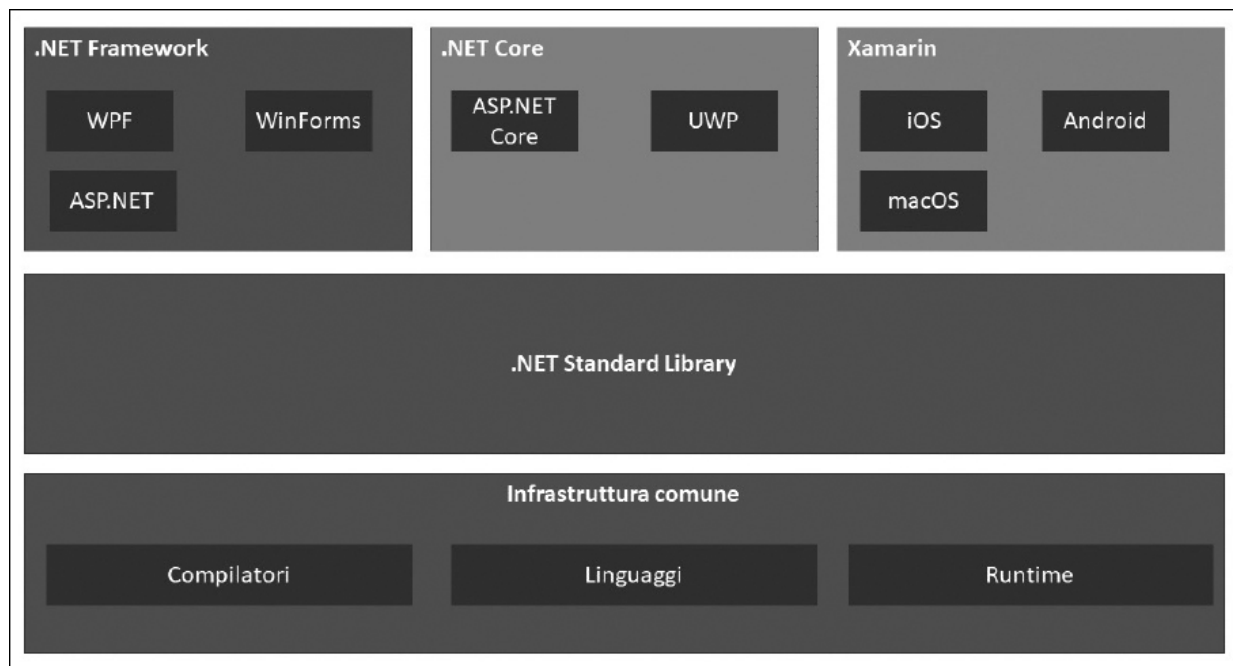 .NET Framework
WPF
WinForms
ASP.NET
.NET Core
ASP.NET
Core
UWP
Xamarin
iOS
Android
macOS
.NET Standard Library
Infrastruttura comune
Compilatori
Linguaggi
Runtime